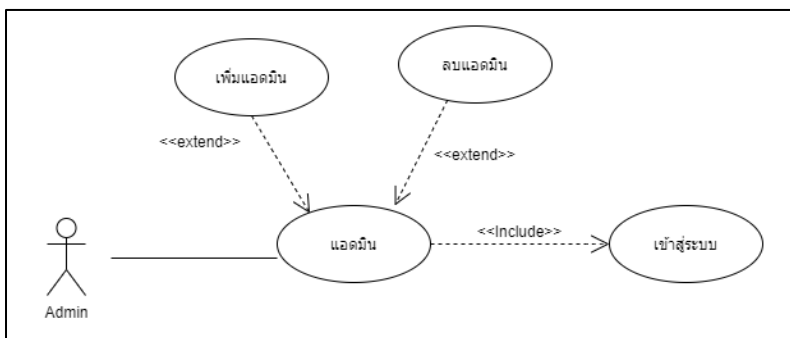 เพิ่มแอดมิน
ลบแอดมิน
<<extend>>
<<extend>>
แอดมิน
<<Include>>
เข้าสู่ระบบ
Admin